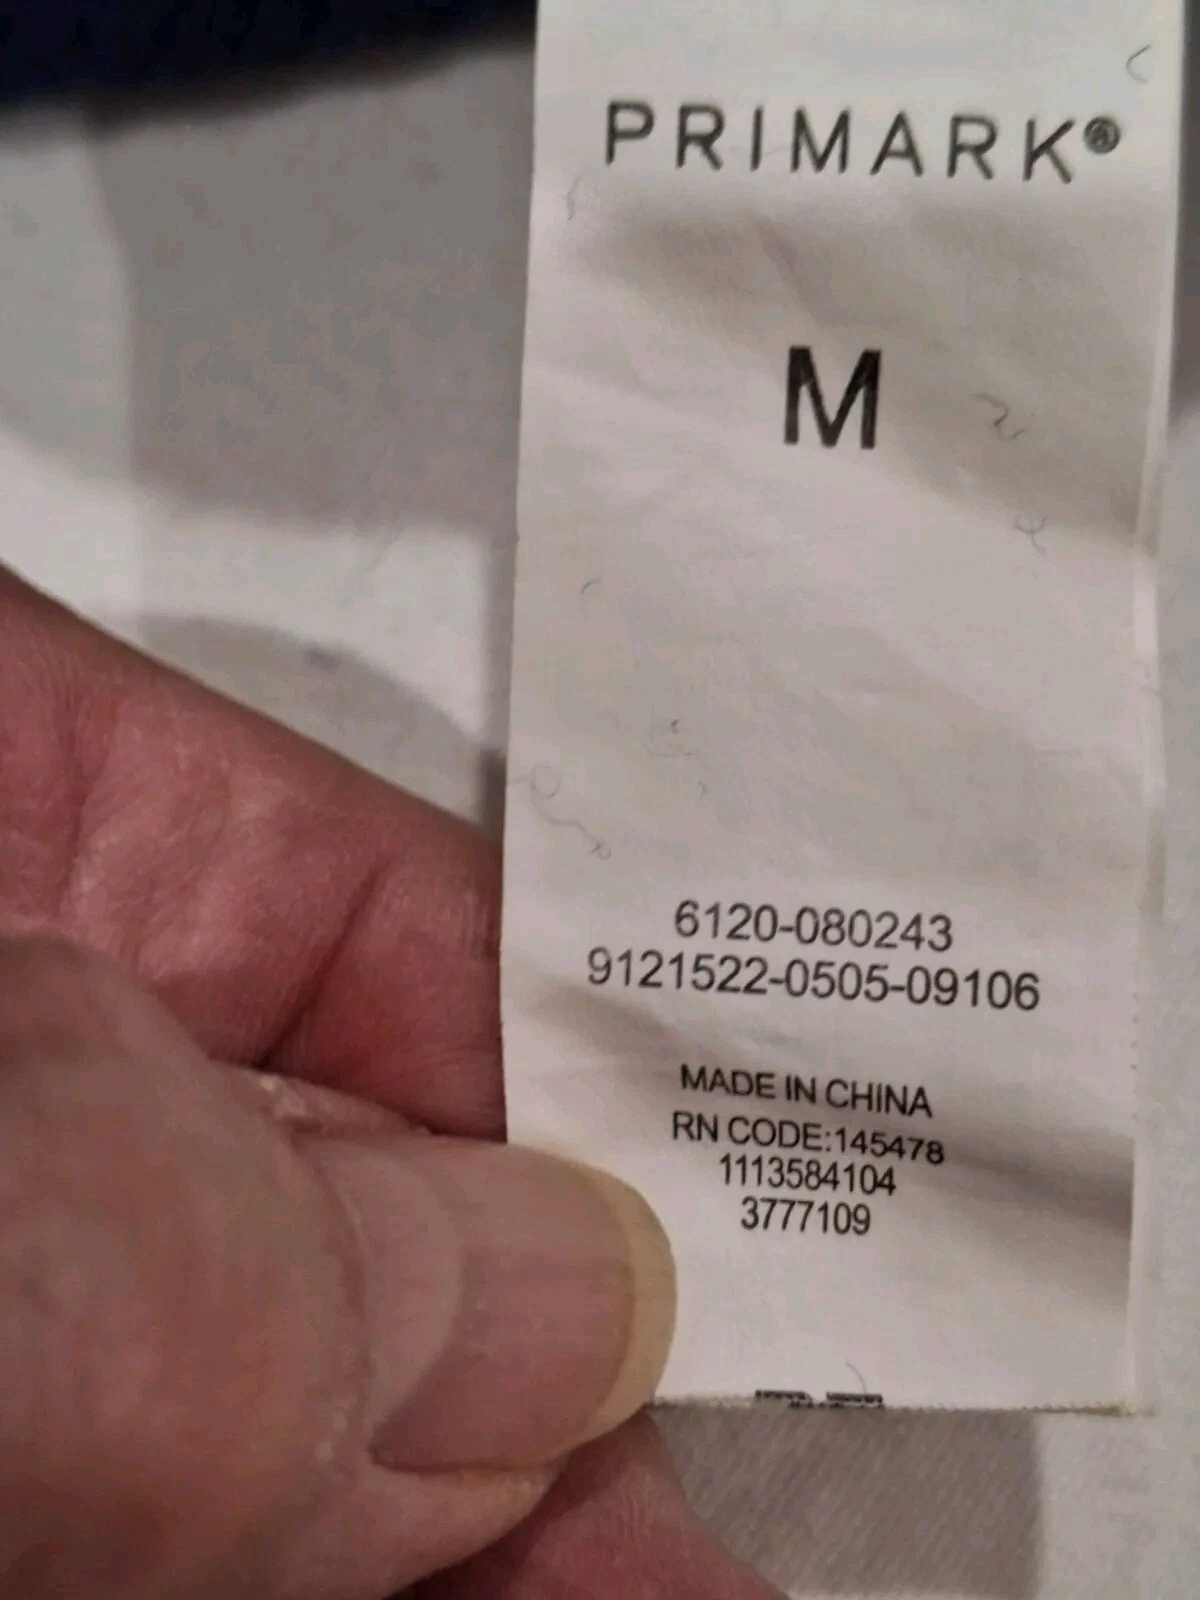 PRIMARK®
M
6120-080243
9121522-0505-09106
MADE IN CHINA
RN CODE:145478
1113584104
3777109